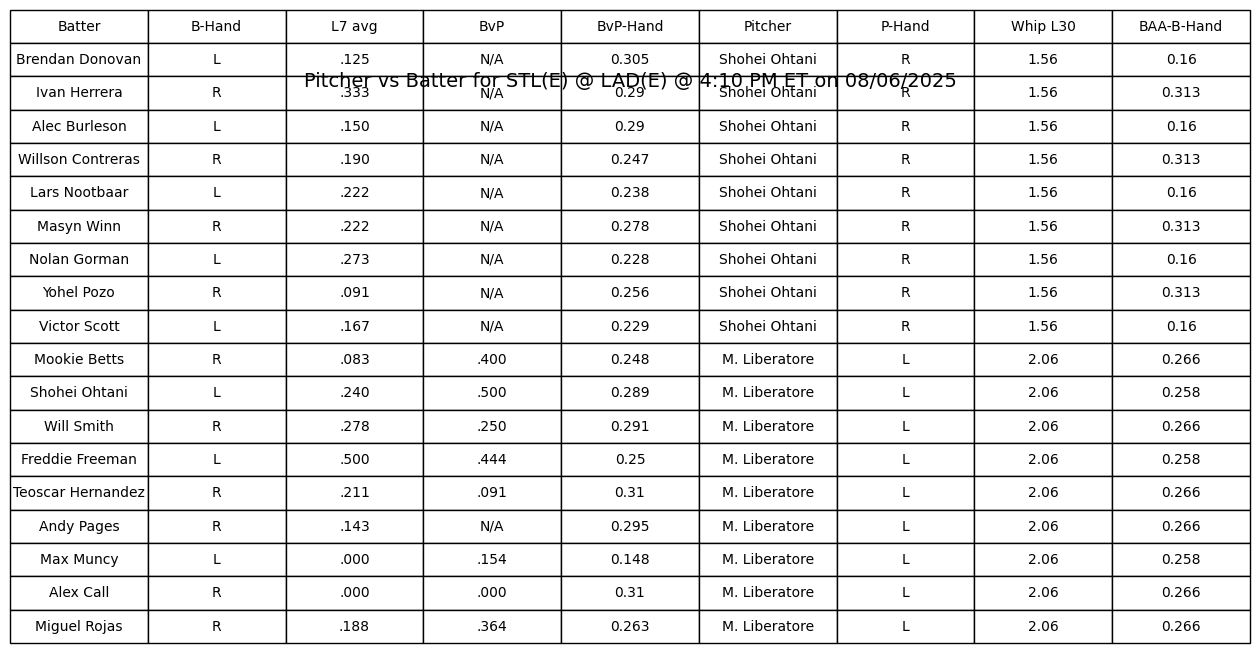 Batter B-Hand L7 avg BvP BvP-Hand Pitcher P-Hand Whip L30 BAA-B-Hand
Brendan Donovan L .125 N/A 0.305 Shohei Ohtani R 1.56 0.16
Pitcher vs Batter for STL(E) @ LAD(E) @ 4:10 PM ET on 08/06/2025
Ivan Herrera R .333 N/A 0.29 Shohei Ohtani R 1.56 0.313
Alec Burleson L .150 N/A 0.29 Shohei Ohtani R 1.56 0.16
Willson Contreras R .190 N/A 0.247 Shohei Ohtani R 1.56 0.313
Lars Nootbaar L .222 N/A 0.238 Shohei Ohtani R 1.56 0.16
Masyn Winn R .222 N/A 0.278 Shohei Ohtani R 1.56 0.313
Nolan Gorman L .273 N/A 0.228 Shohei Ohtani R 1.56 0.16
Yohel Pozo R .091 N/A 0.256 Shohei Ohtani R 1.56 0.313
Victor Scott L .167 N/A 0.229 Shohei Ohtani R 1.56 0.16
Mookie Betts R .083 .400 0.248 M. Liberatore L 2.06 0.266
Shohei Ohtani L .240 .500 0.289 M. Liberatore L 2.06 0.258
Will Smith R .278 .250 0.291 M. Liberatore L 2.06 0.266
Freddie Freeman L .500 .444 0.25 M. Liberatore L 2.06 0.258
Teoscar Hernandez R .211 .091 0.31 M. Liberatore L 2.06 0.266
Andy Pages R .143 N/A 0.295 M. Liberatore L 2.06 0.266
Max Muncy L .000 .154 0.148 M. Liberatore L 2.06 0.258
Alex Call R .000 .000 0.31 M. Liberatore L 2.06 0.266
Miguel Rojas R .188 .364 0.263 M. Liberatore L 2.06 0.266